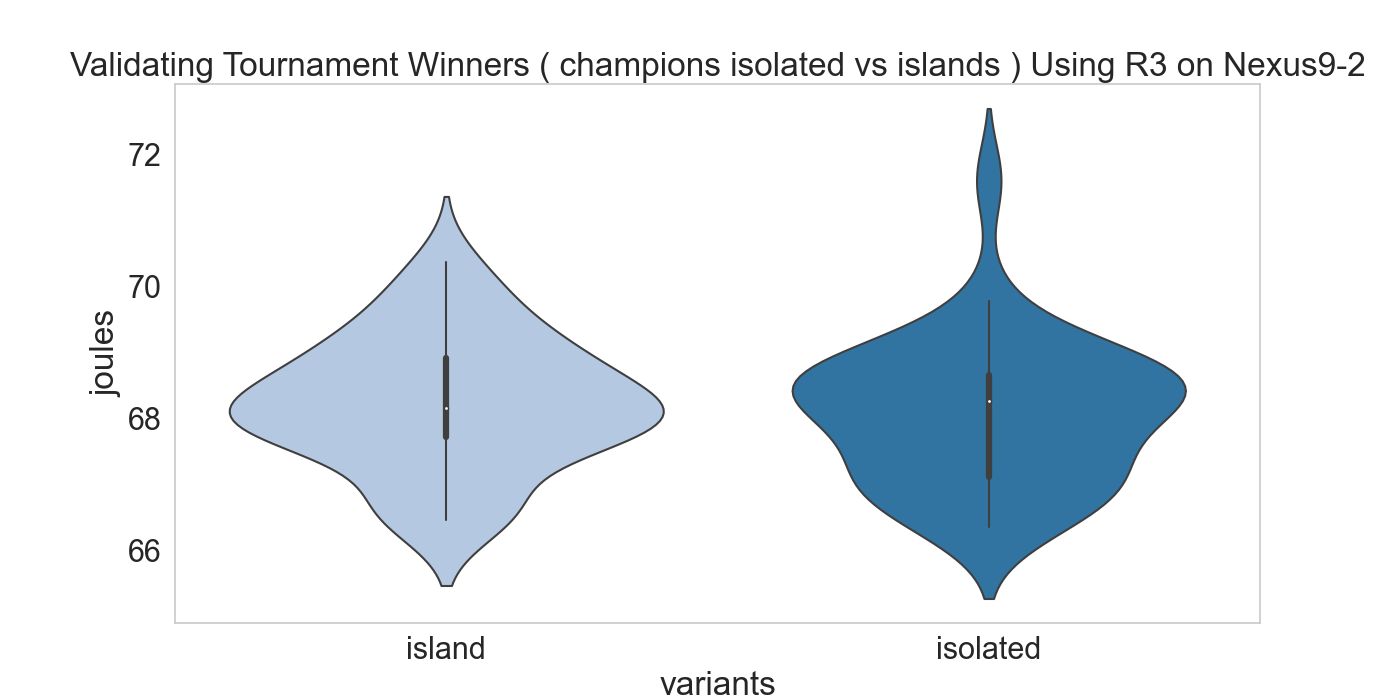 Validating Tournament Winners ( champions isolated vs islands ) Using R3 on Nexus9-2
72
70
68
66
joules
island isolated
variants